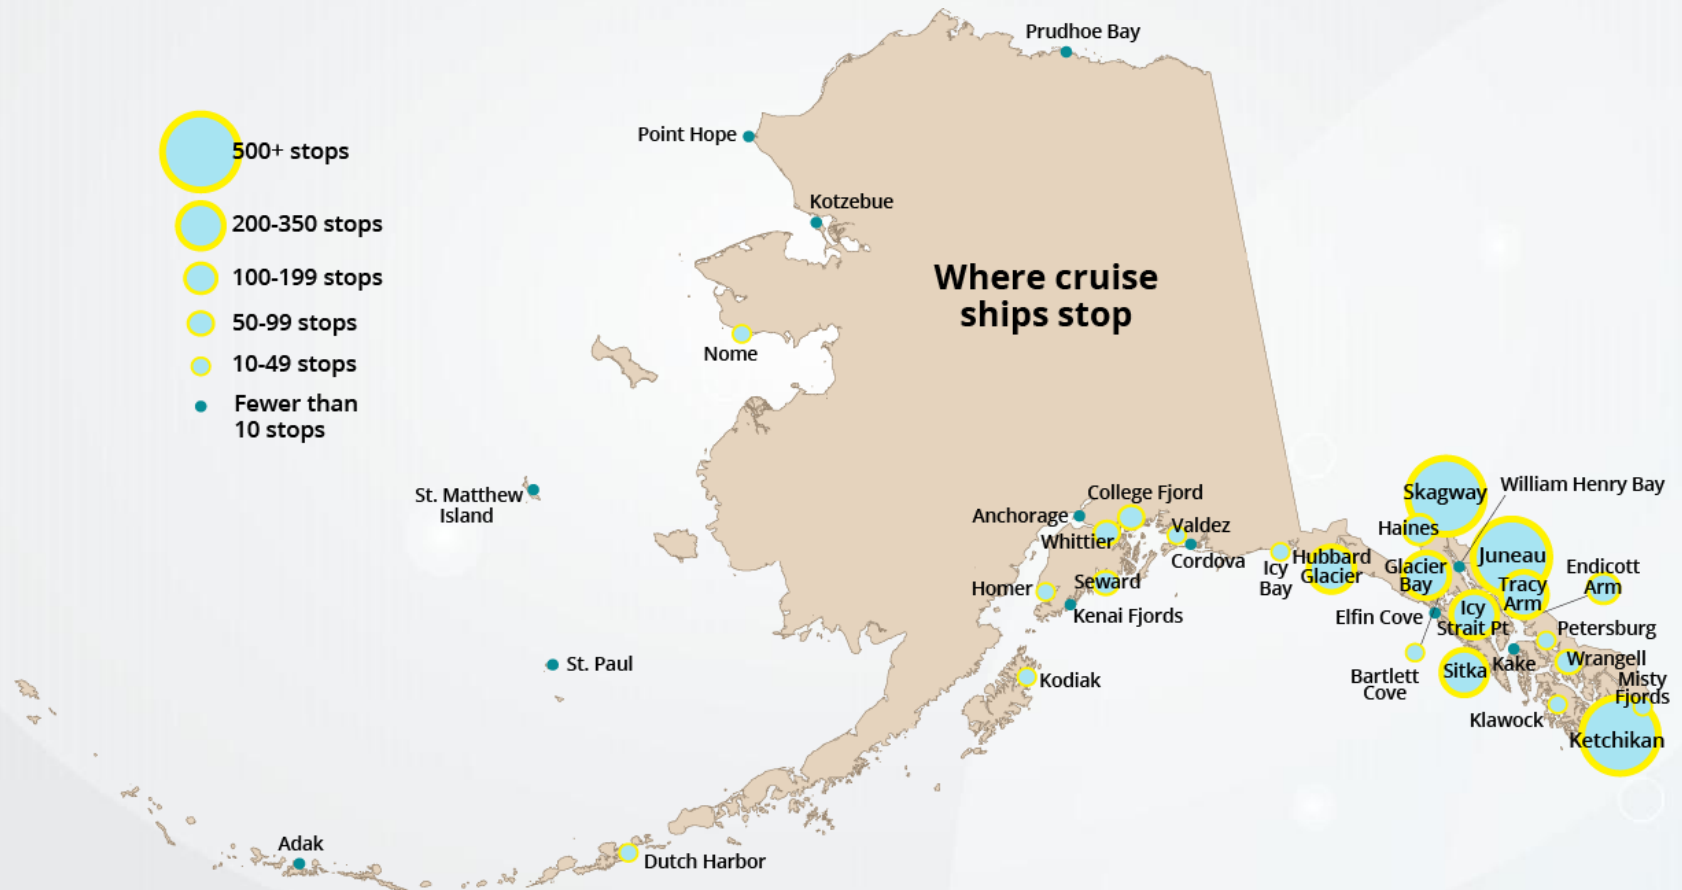 Prudhoe Bay
Point Hope
500+ stops
Kotzebue
200-350 stops
100-199 stops
Where cruise
ships stop
50-99 stops
Nome
10-49 stops
Fewer than
10 stops
St. Matthew
Island
College Fjord
Anchorage
Whittier
Valdez
Cordova
Homer
Seward
Kenai Fjords
Icy
Bay
Hubbard
Glacier
Skagway
William Henry Bay
Haines
Juneau
Glacier
Bay
Tracy
Arm
Endicott
Arm
Elfin Cove
Icy
Strait Pt
Petersburg
Bartlett
Cove
Sitka
Kake
Wrangell
Misty
Fjords
Klawock
Ketchikan
St. Paul
Kodiak
Adak
Dutch Harbor